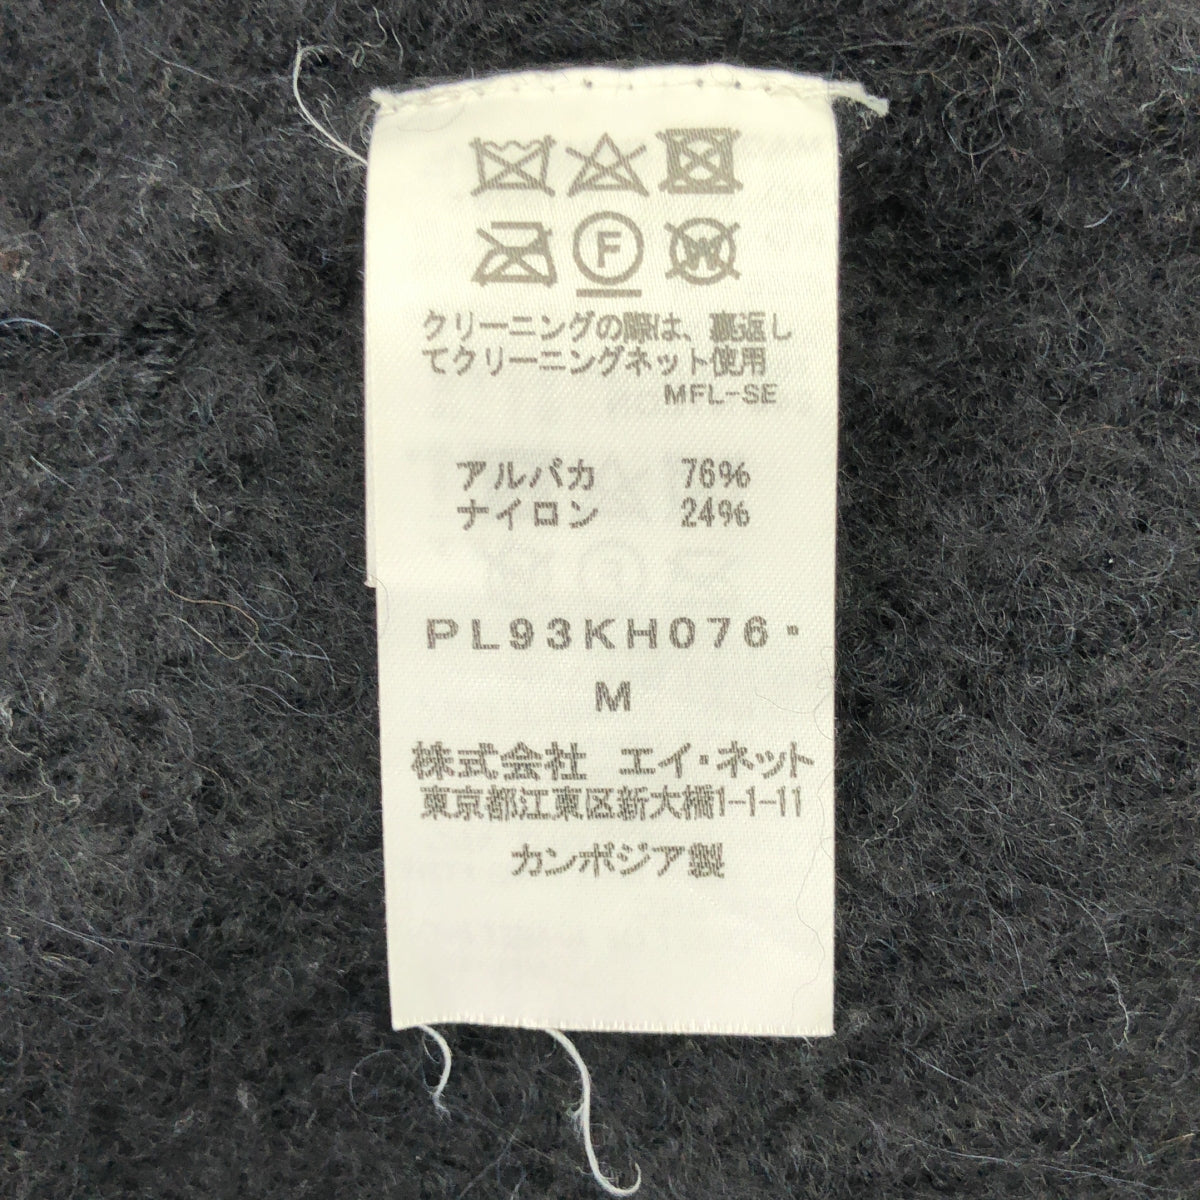 F W
クリーニングの際は、裏返し
てクリーニングネット使用
MFL-SE
アルパカ 76%
ナイロン 24%
PL93KH076・
M
株式会社 エイ・ネット
東京都江東区新大橋1-1-11
カンボジア製